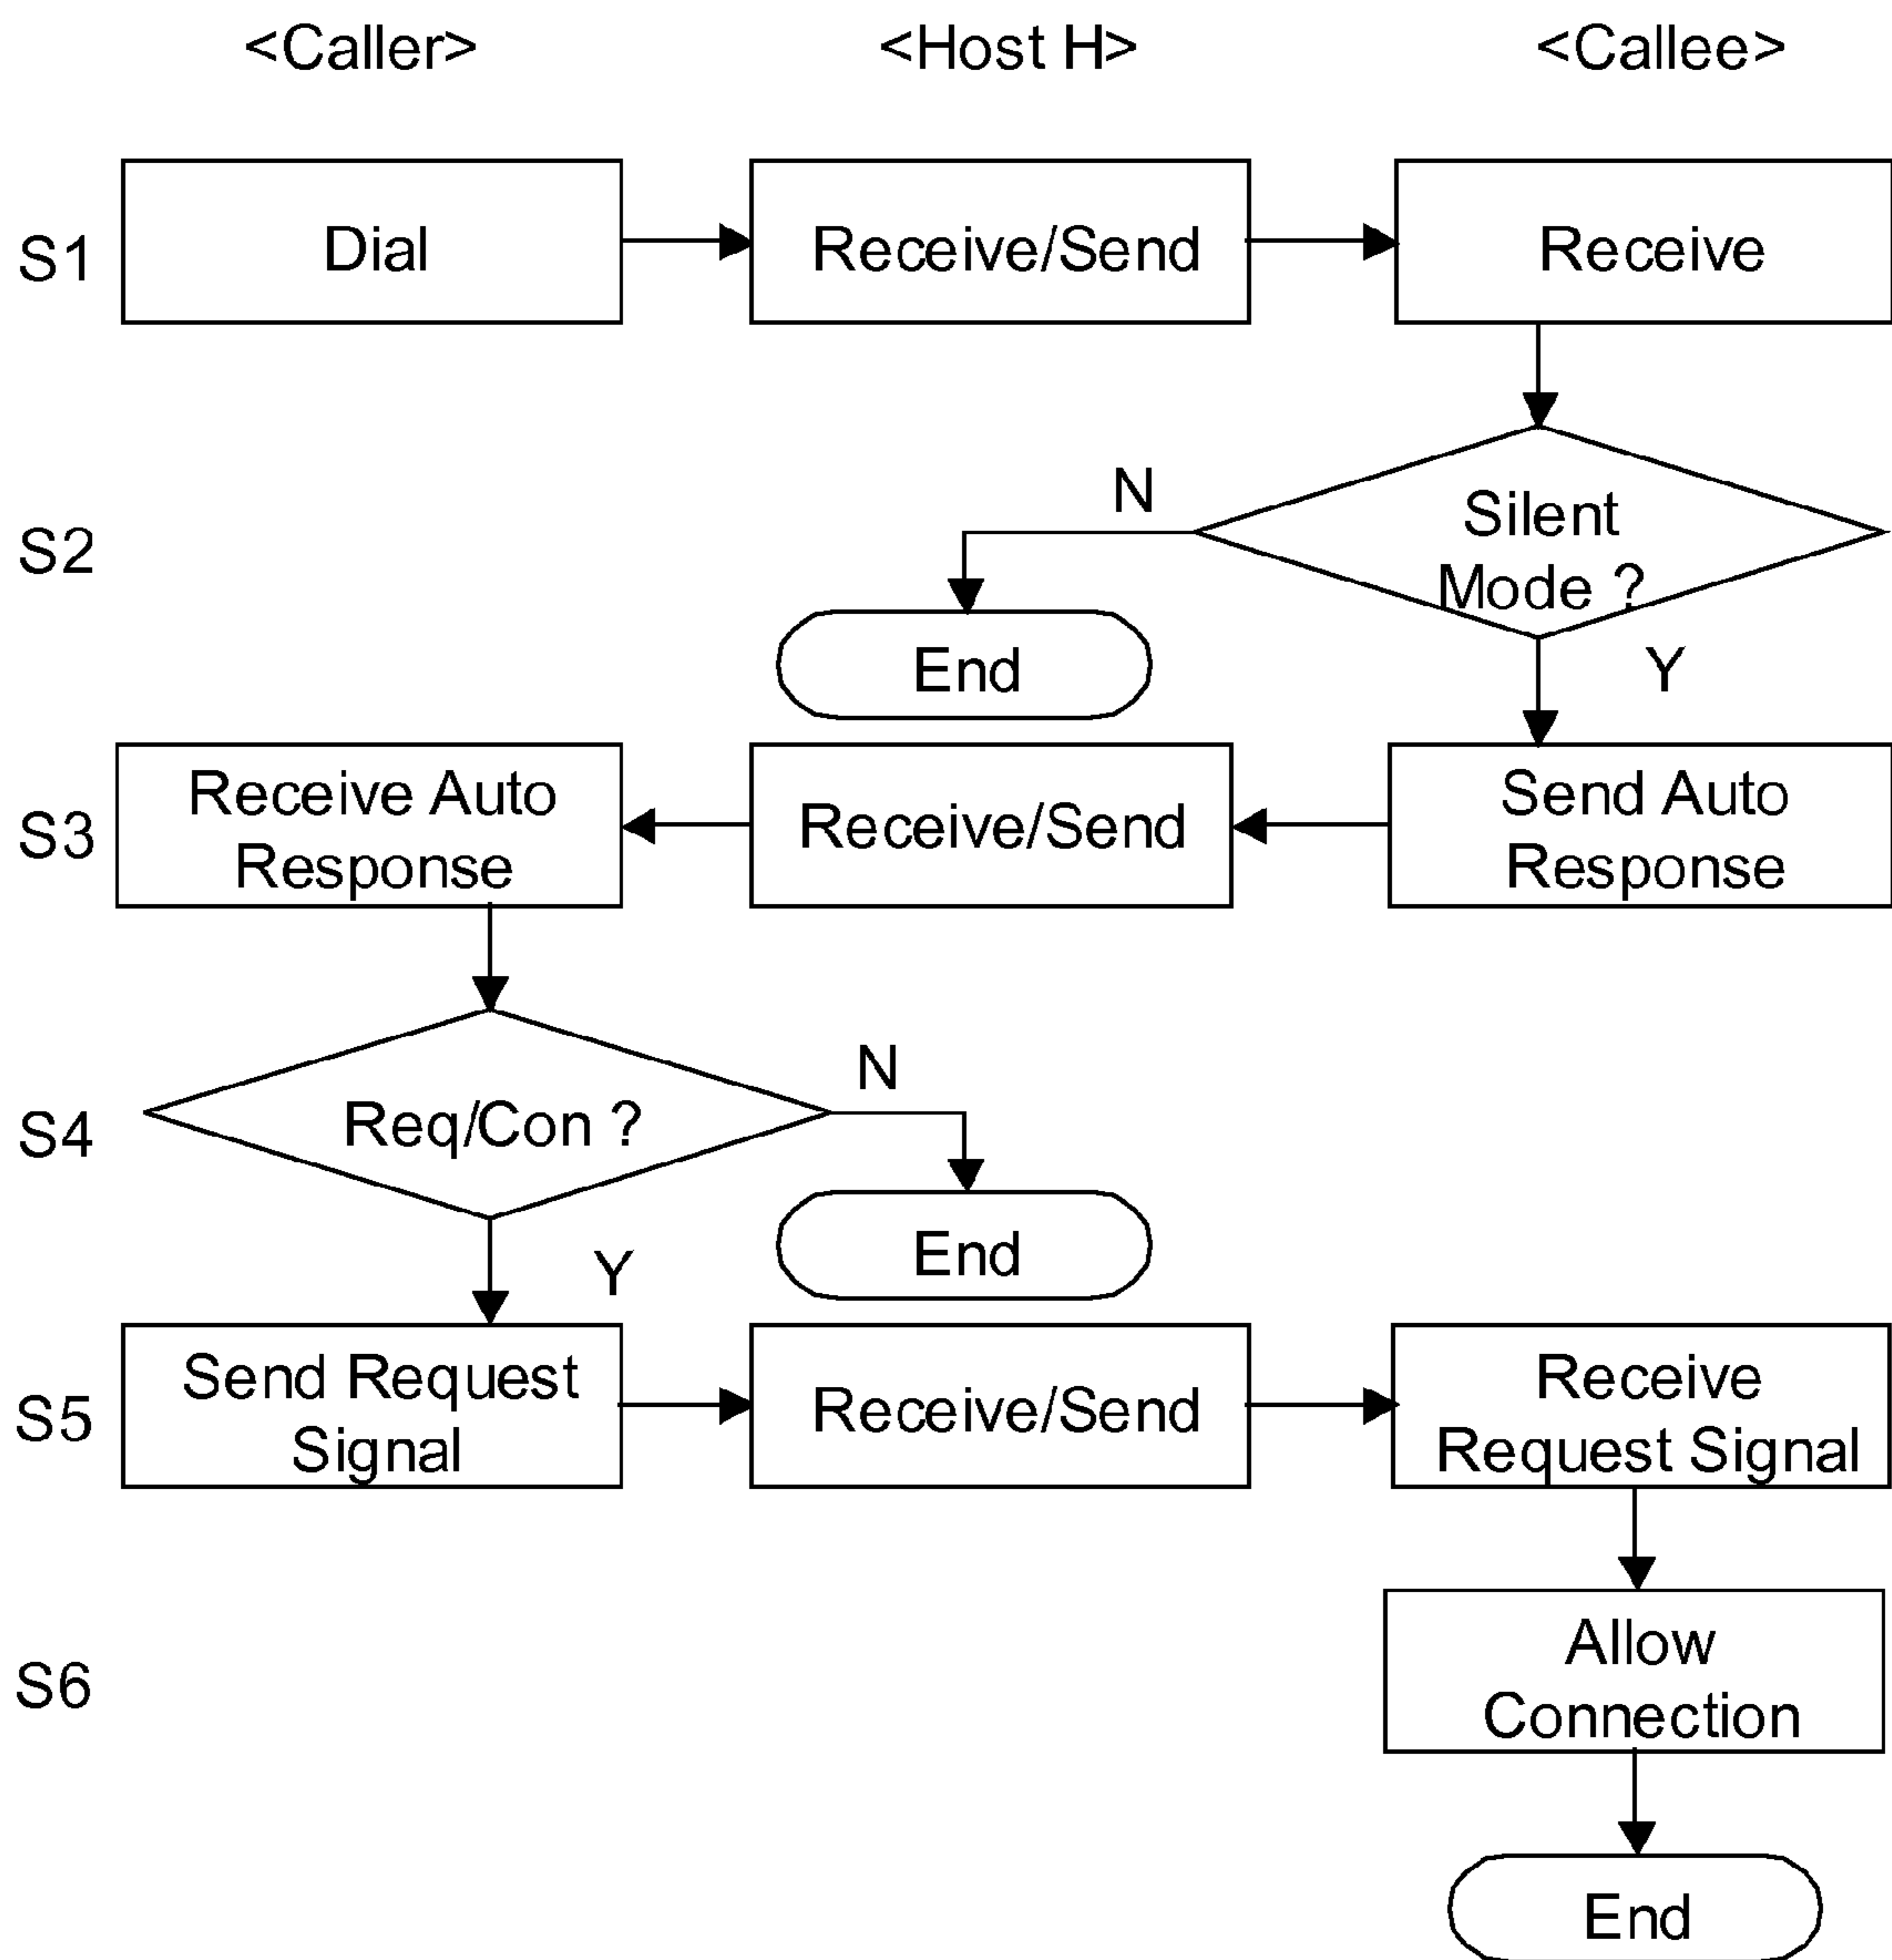 <Caller> <Host H> <Callee>
S1 Dial Receive/Send Receive
N
S2 Silent
Mode ?
End Y
S3 Receive Auto
Response
Receive/Send
Send Auto
Response
N
S4 Req/Con ?
End
Y
S5 Send Request
Signal
Receive/Send
Receive
Request Signal
S6 Allow
Connection
End